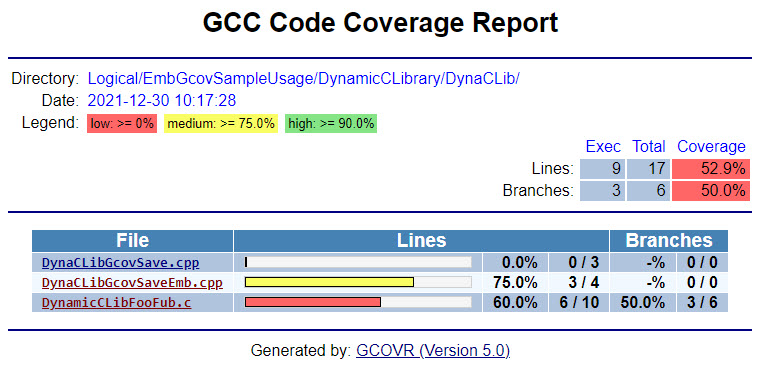 GCC Code Coverage Report
Directory: Logical/EmbGcovSampleUsage/DynamicCLibrary/DynaCLib/
Date: 2021-12-30 10:17:28
Legend: low: >= 0% medium: >= 75.0% high: >= 90.0%
Exec Total Coverage
Lines: 9 17 52.9%
Branches: 3 6 50.0%
File Lines Branches
DynaCLibGcovSave.cpp 0.0% 0 / 3 -% 0 / 0
DynaCLibGcovSaveEmb.cpp 75.0% 3 / 4 -% 0 / 0
DynamicCLibFooFub.c 60.0% 6 / 10 50.0% 3 / 6
Generated by: GCOVR (Version 5.0)